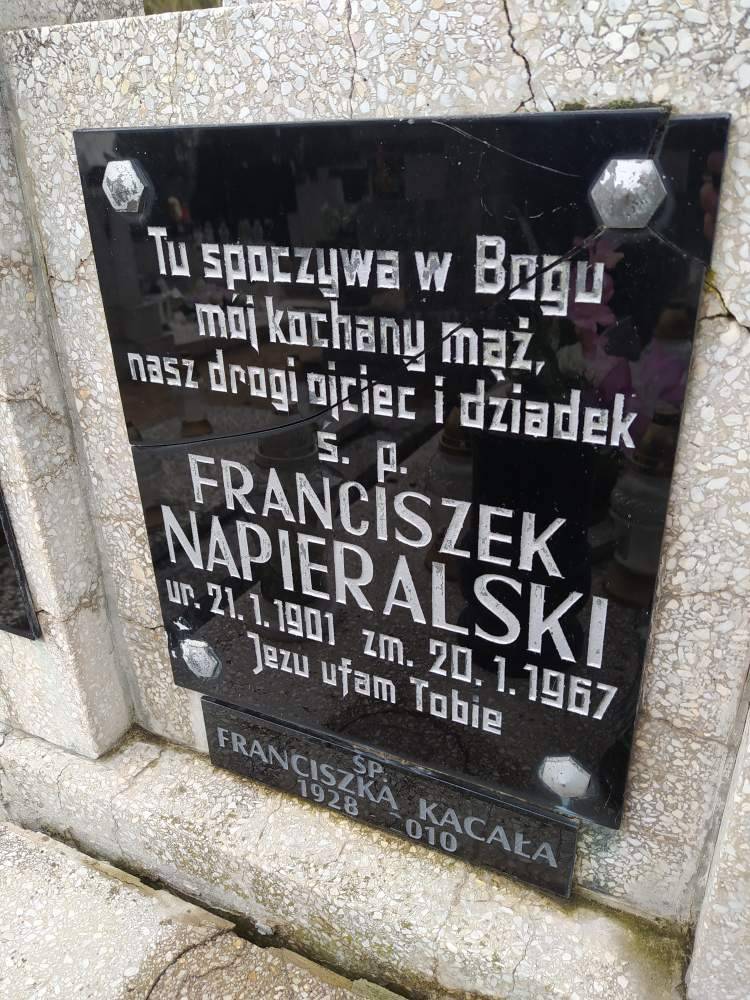 Tu spoczywa w Bogu
mój kochany mąż,
nasz drogi ojciec i dziadek
ś. p.
FRANCISZEK
NAPIERALSKI
ur. 21.1.1901 zm. 20.1.1967
Jezu ufam Tobie
ŚP.
FRANCISZKA KACAŁA
1928 -010